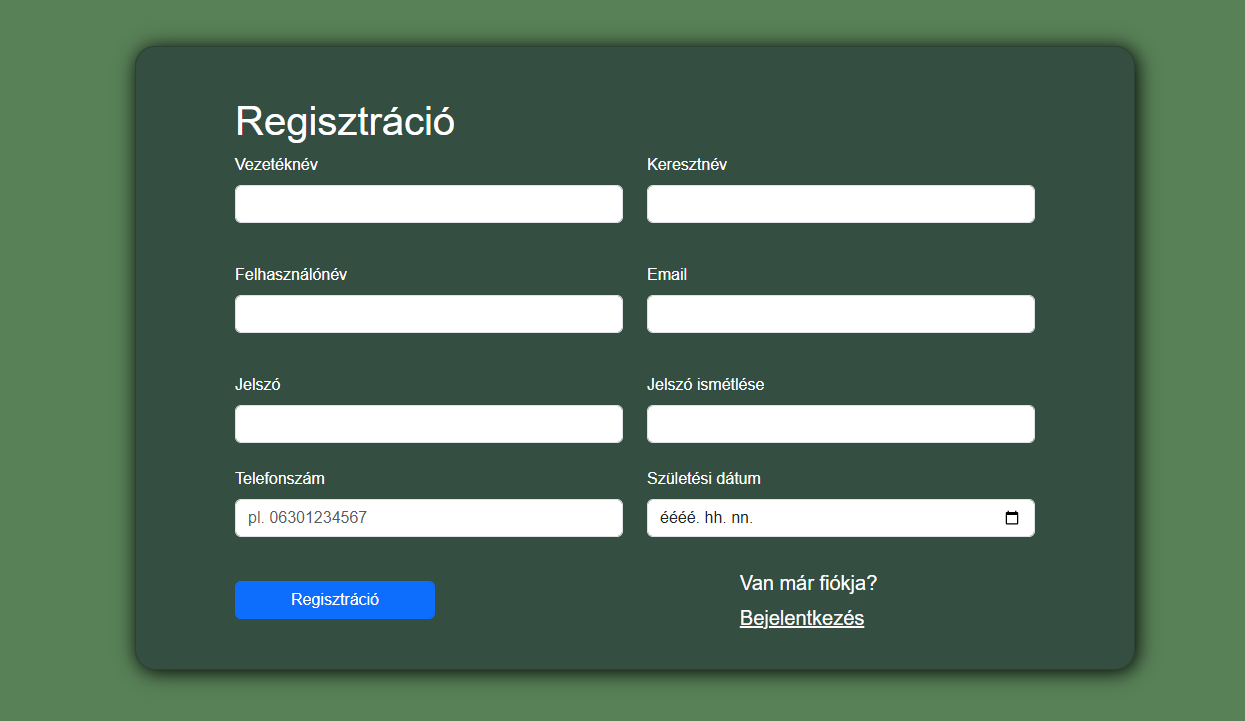 Regisztráció
Vezetéknév
Keresztnév
Felhasználónév
Email
Jelszó
Jelszó ismétlése
Telefonszám
Születési dátum
pl. 06301234567
éééé. hh. nn.
Van már fiókja?
Regisztráció
Bejelentkezés